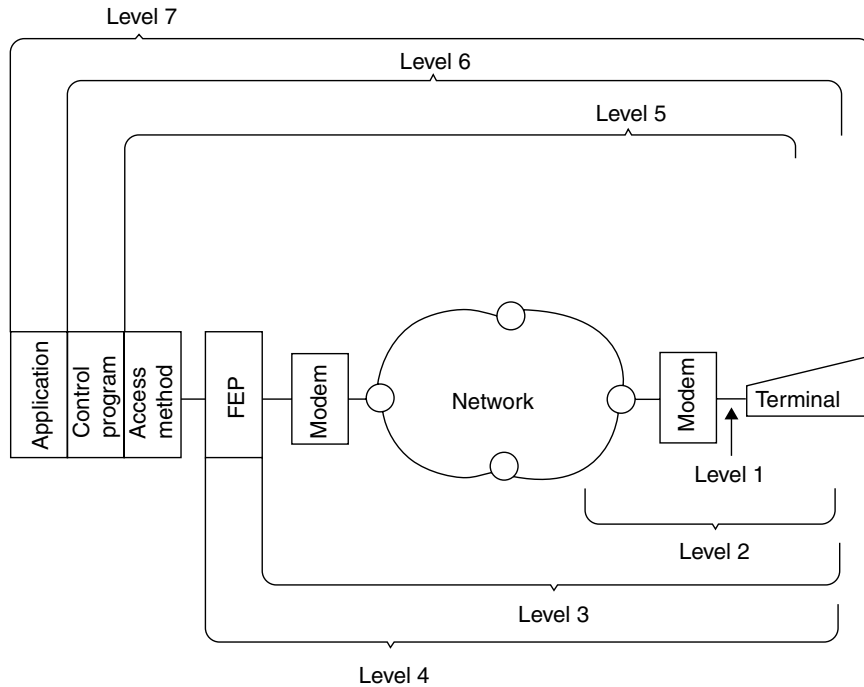 Level 7
Level 6
Level 5
Application
Control
program
Access
method
FEP
Modem
Network
Modem
Terminal
Level 1
Level 2
Level 3
Level 4